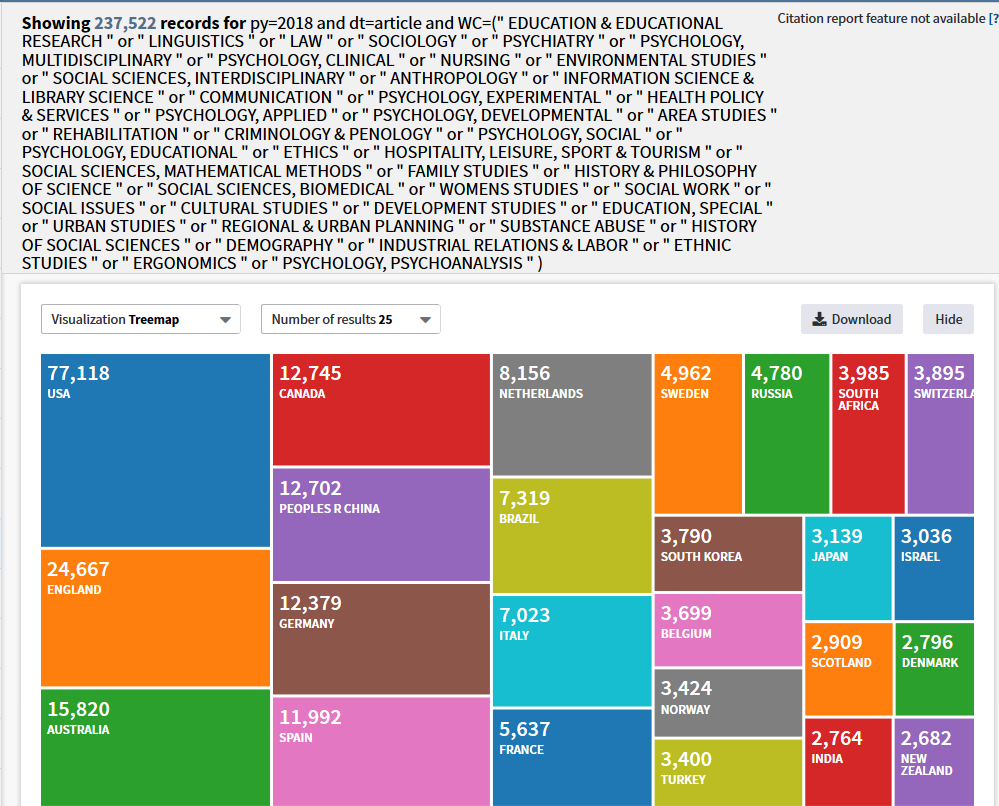 Showing 237,522 records for py=2018 and dt=article and WC=(" EDUCATION & EDUCATIONAL
RESEARCH " or " LINGUISTICS " or " LAW " or " SOCIOLOGY " or " PSYCHIATRY " or " PSYCHOLOGY,
MULTIDISCIPLINARY " or " PSYCHOLOGY, CLINICAL " or " NURSING " or " ENVIRONMENTAL STUDIES "
or " SOCIAL SCIENCES, INTERDISCIPLINARY " or " ANTHROPOLOGY " or " INFORMATION SCIENCE &
LIBRARY SCIENCE " or " COMMUNICATION " or " PSYCHOLOGY, EXPERIMENTAL " or " HEALTH POLICY
& SERVICES " or " PSYCHOLOGY, APPLIED " or " PSYCHOLOGY, DEVELOPMENTAL " or " AREA STUDIES "
or " REHABILITATION " or " CRIMINOLOGY & PENOLOGY " or " PSYCHOLOGY, SOCIAL " or "
PSYCHOLOGY, EDUCATIONAL " or " ETHICS " or " HOSPITALITY, LEISURE, SPORT & TOURISM " or "
SOCIAL SCIENCES, MATHEMATICAL METHODS " or " FAMILY STUDIES " or " HISTORY & PHILOSOPHY
OF SCIENCE " or " SOCIAL SCIENCES, BIOMEDICAL " or " WOMENS STUDIES " or " SOCIAL WORK " or "
SOCIAL ISSUES " or " CULTURAL STUDIES " or " DEVELOPMENT STUDIES " or " EDUCATION, SPECIAL "
or " URBAN STUDIES " or " REGIONAL & URBAN PLANNING " or " SUBSTANCE ABUSE " or " HISTORY
OF SOCIAL SCIENCES " or " DEMOGRAPHY " or " INDUSTRIAL RELATIONS & LABOR " or " ETHNIC
STUDIES " or " ERGONOMICS " or " PSYCHOLOGY, PSYCHOANALYSIS " )
Citation report feature not available [?
Visualization Treemap
Number of results 25
Download
Hide
77,118
USA
24,667
ENGLAND
15,820
AUSTRALIA
12,745
CANADA
12,702
PEOPLES R CHINA
12,379
GERMANY
11,992
SPAIN
8,156
NETHERLANDS
7,319
BRAZIL
7,023
ITALY
5,637
FRANCE
4,962
SWEDEN
4,780
RUSSIA
3,985
SOUTH
AFRICA
3,895
SWITZERLA
3,790
SOUTH KOREA
3,699
BELGIUM
3,424
NORWAY
3,400
TURKEY
3,139
JAPAN
3,036
ISRAEL
2,909
SCOTLAND
2,796
DENMARK
2,764
INDIA
2,682
NEW
ZEALAND